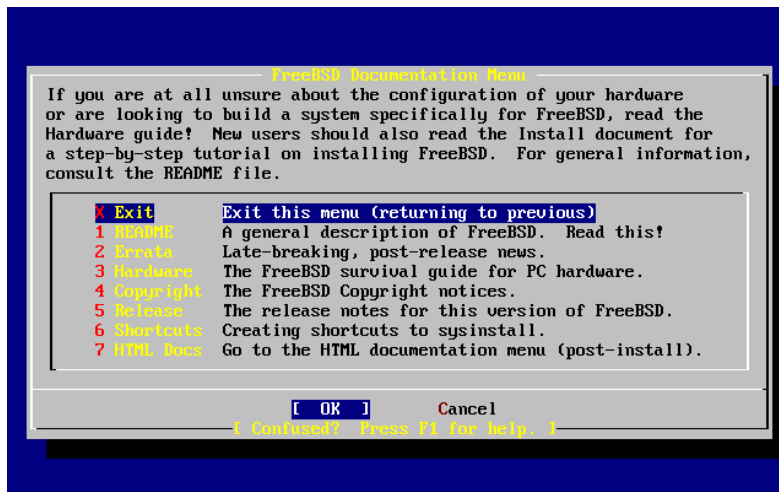 FreeBSD Documentation Menu
If you are at all unsure about the configuration of your hardware
or are looking to build a system specifically for FreeBSD, read the
Hardware guide!  New users should also read the Install document for
a step-by-step tutorial on installing FreeBSD.  For general information,
consult the README file.
X Exit Exit this menu (returning to previous)
1 README A general description of FreeBSD.  Read this!
2 Errata Late-breaking, post-release news.
3 Hardware The FreeBSD survival guide for PC hardware.
4 Copyright The FreeBSD Copyright notices.
5 Release The release notes for this version of FreeBSD.
6 Shortcuts Creating shortcuts to sysinstall.
7 HTML Docs Go to the HTML documentation menu (post-install).
[ OK ] Cancel
[ Confused? Press F1 for help. ]